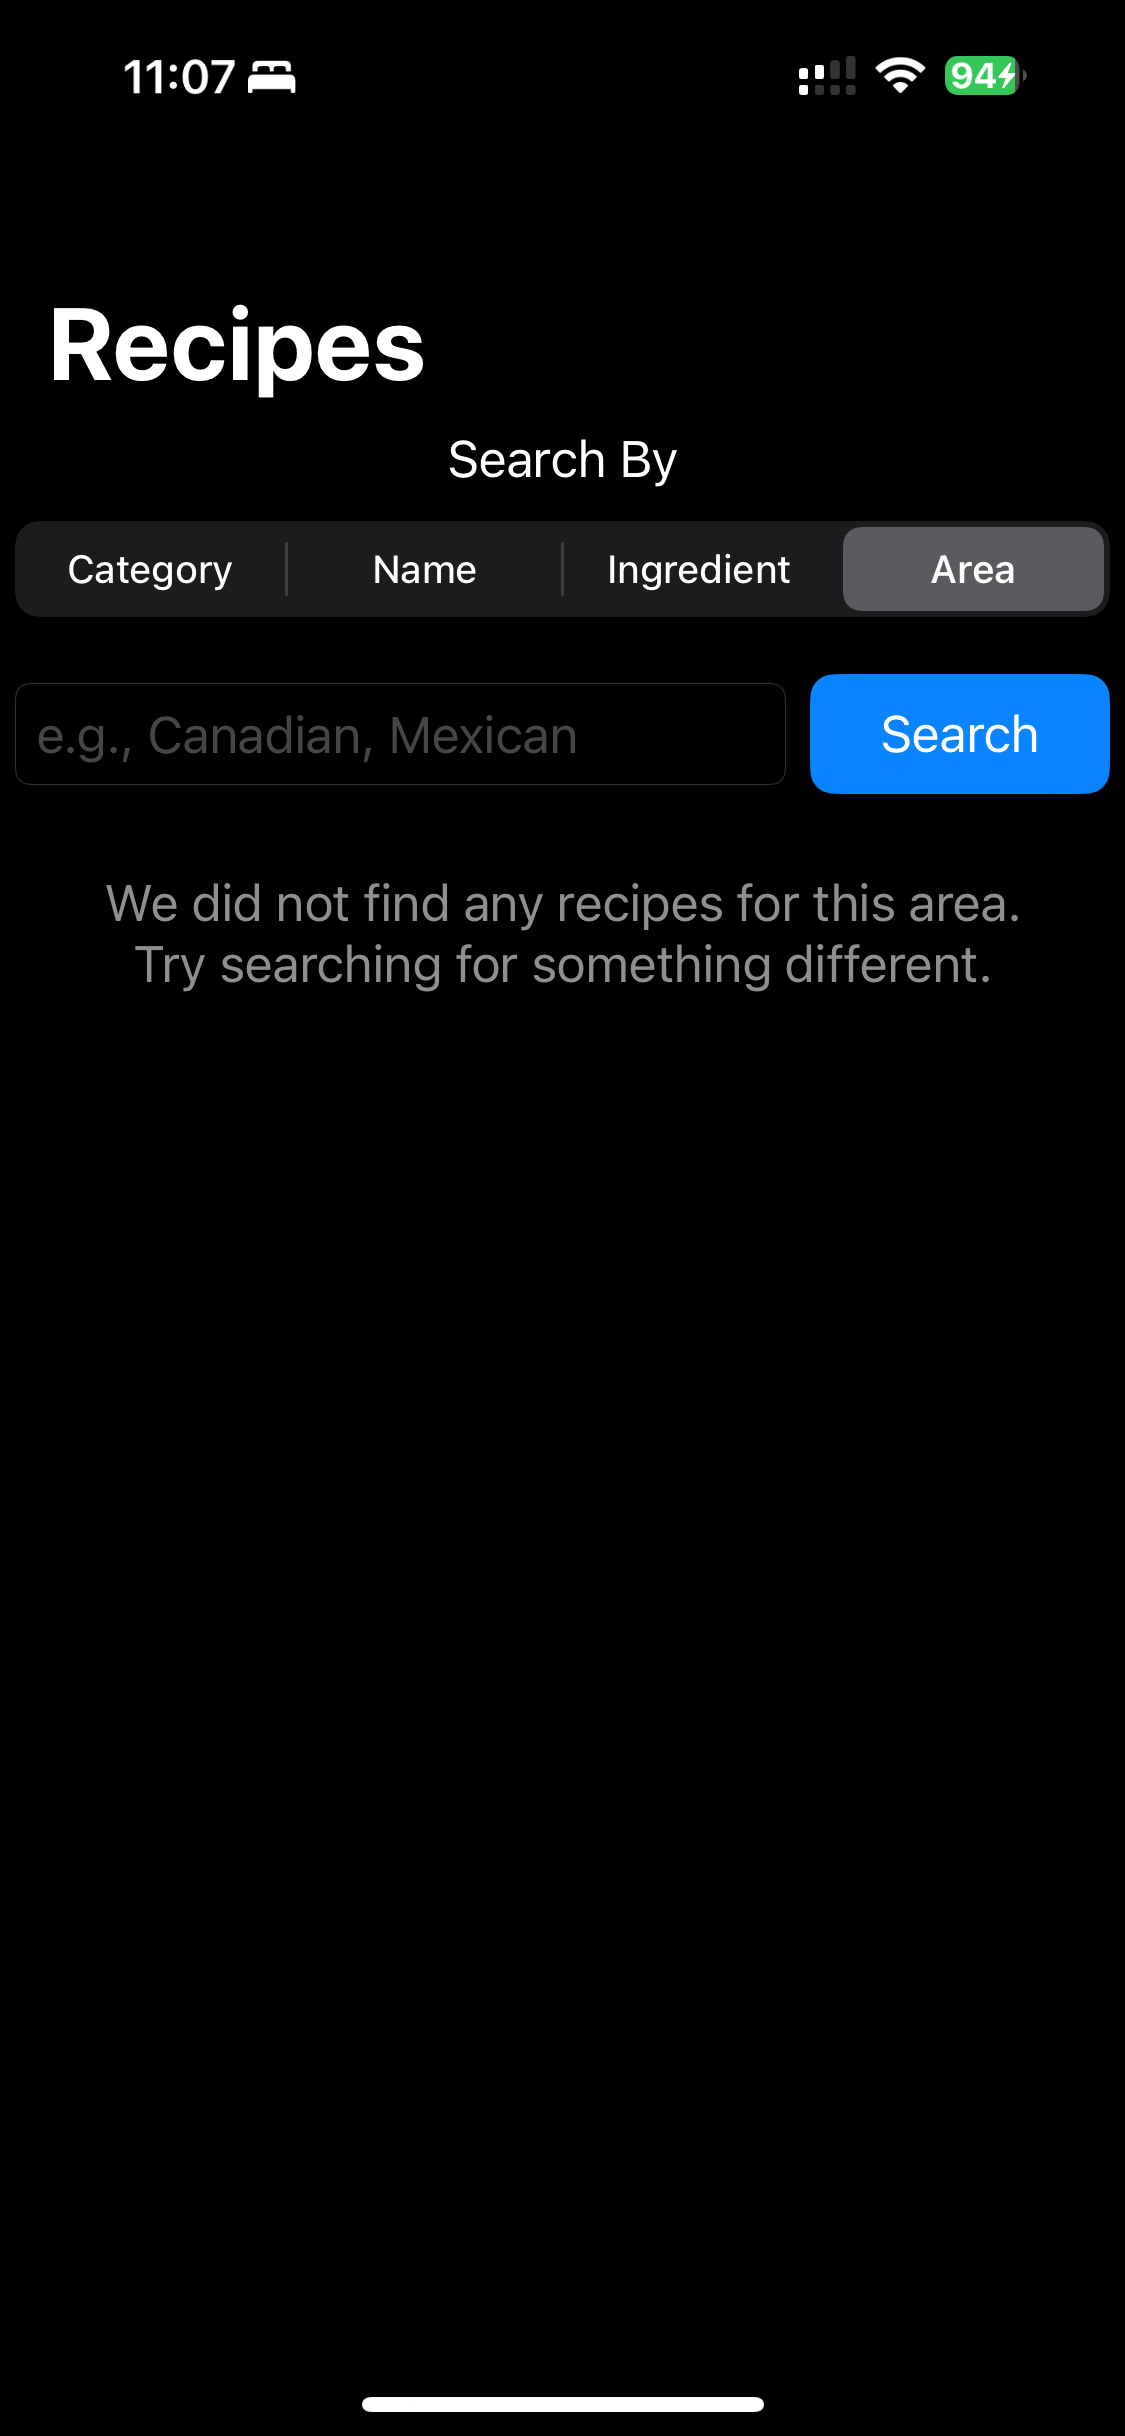 11:07
94
Recipes
Search By
Category Name Ingredient Area
e.g., Canadian, Mexican Search
We did not find any recipes for this area.
Try searching for something different.